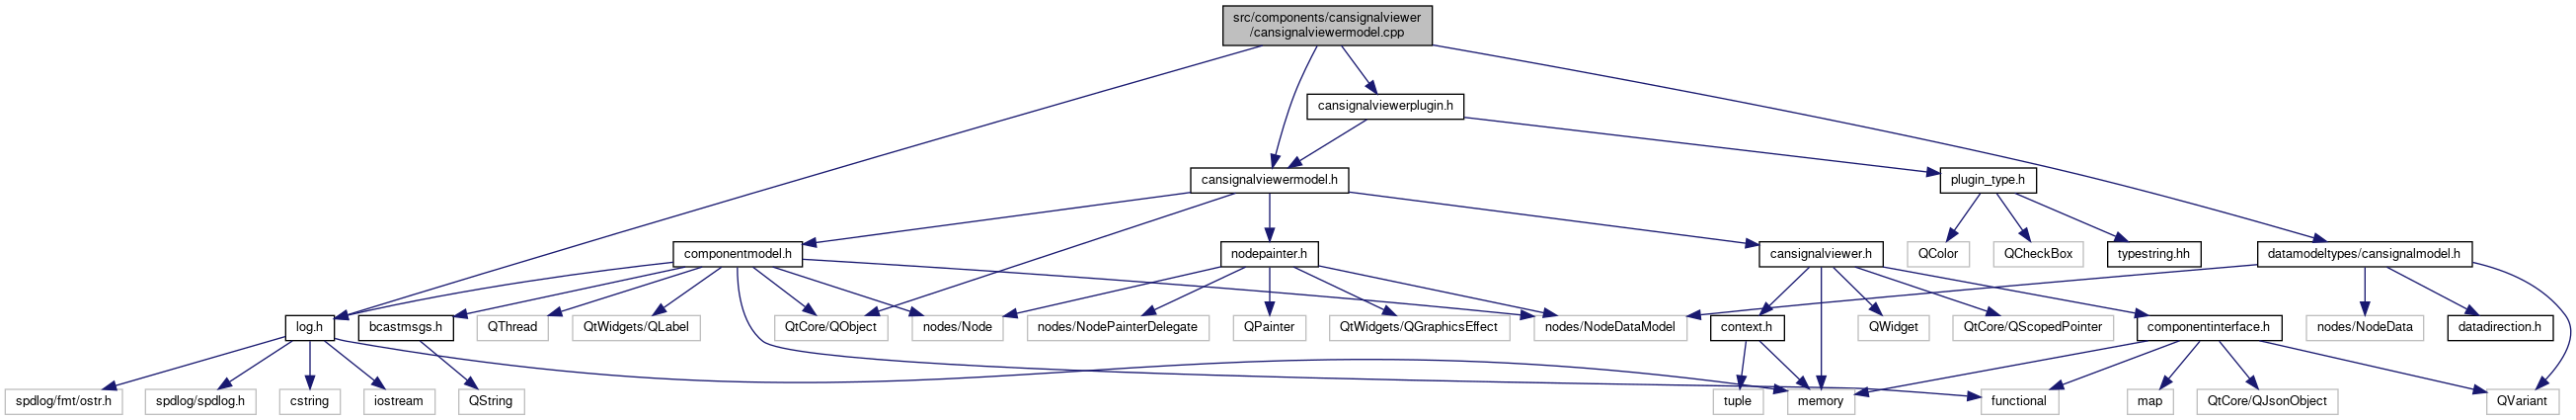 src/components/cansignalviewer
/cansignalviewermodel.cpp
cansignalviewerplugin.h
cansignalviewermodel.h
plugin_type.h
componentmodel.h
nodepainter.h
cansignalviewer.h
QColor
QCheckBox
typestring.hh
datamodeltypes/cansignalmodel.h
log.h
bcastmsgs.h
QThread
QtWidgets/QLabel
QtCore/QObject
nodes/Node
nodes/NodePainterDelegate
QPainter
QtWidgets/QGraphicsEffect
nodes/NodeDataModel
context.h
QWidget
QtCore/QScopedPointer
componentinterface.h
nodes/NodeData
datadirection.h
spdlog/fmt/ostr.h
spdlog/spdlog.h
cstring
iostream
QString
tuple
memory
functional
map
QtCore/QJsonObject
QVariant